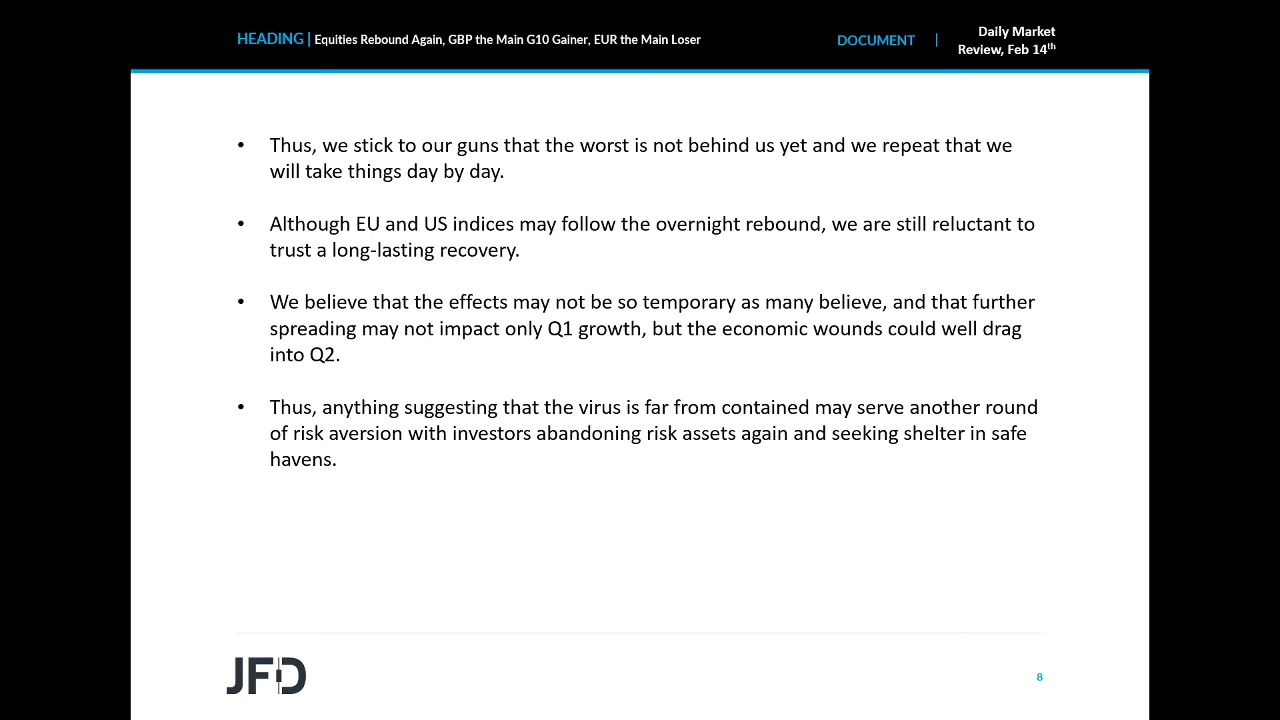 HEADING | Equities Rebound Again, GBP the Main G10 Gainer, EUR the Main Loser
DOCUMENT | Daily Market
Review, Feb 14th
• Thus, we stick to our guns that the worst is not behind us yet and we repeat that we
will take things day by day.
• Although EU and US indices may follow the overnight rebound, we are still reluctant to
trust a long-lasting recovery.
• We believe that the effects may not be so temporary as many believe, and that further
spreading may not impact only Q1 growth, but the economic wounds could well drag
into Q2.
• Thus, anything suggesting that the virus is far from contained may serve another round
of risk aversion with investors abandoning risk assets again and seeking shelter in safe
havens.
JFD
8